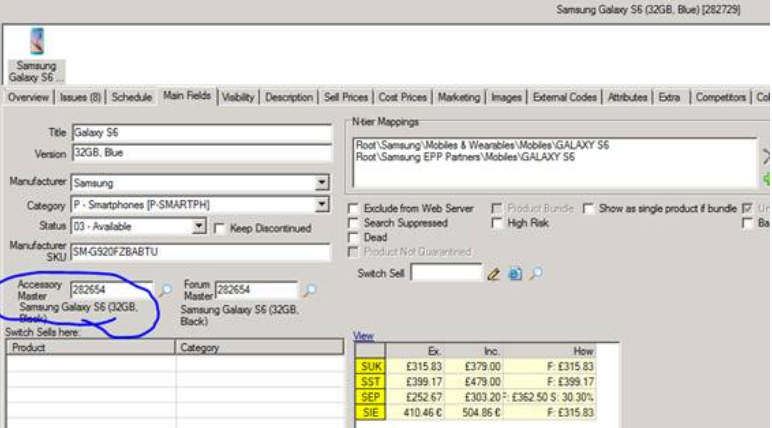 Samsung Galaxy S6 (32GB, Blue) [282729]
Samsung
Galaxy S6 ...
Overview Issues (8) Schedule Main Fields Visibility Description Sell Prices Cost Prices Marketing Images External Codes Attributes Extra Competitors Col
Title Galaxy S6
Version 32GB, Blue
Manufacturer Samsung
Category P - Smartphones [P-SMARTPH]
Status 03 - Available Keep Discontinued
Manufacturer SKU SM-G920FZBABTU
N-tier Mappings
Root\Samsung\Mobiles & Wearables\Mobiles\GALAXY S6
Root\Samsung EPP Partners\Mobiles\GALAXY S6
Exclude from Web Server Product Bundle Show as single product if bundle Un
Search Suppressed High Risk Ba
Dead
Product Not Guaranteed
Switch Sell
Accessory Master 282654 Forum Master 282654
Samsung Galaxy S6 (32GB, Samsung Galaxy S6 (32GB,
Black) Black)
Switch Sells here:
Product Category
View
Ex. Inc. How
SUK £315.83 £379.00 F: £315.83
SST £399.17 £479.00 F: £399.17
SEP £252.67 £303.20 F: £362.50 S: 30.30%
SIE 410.46 € 504.86 € F: £315.83